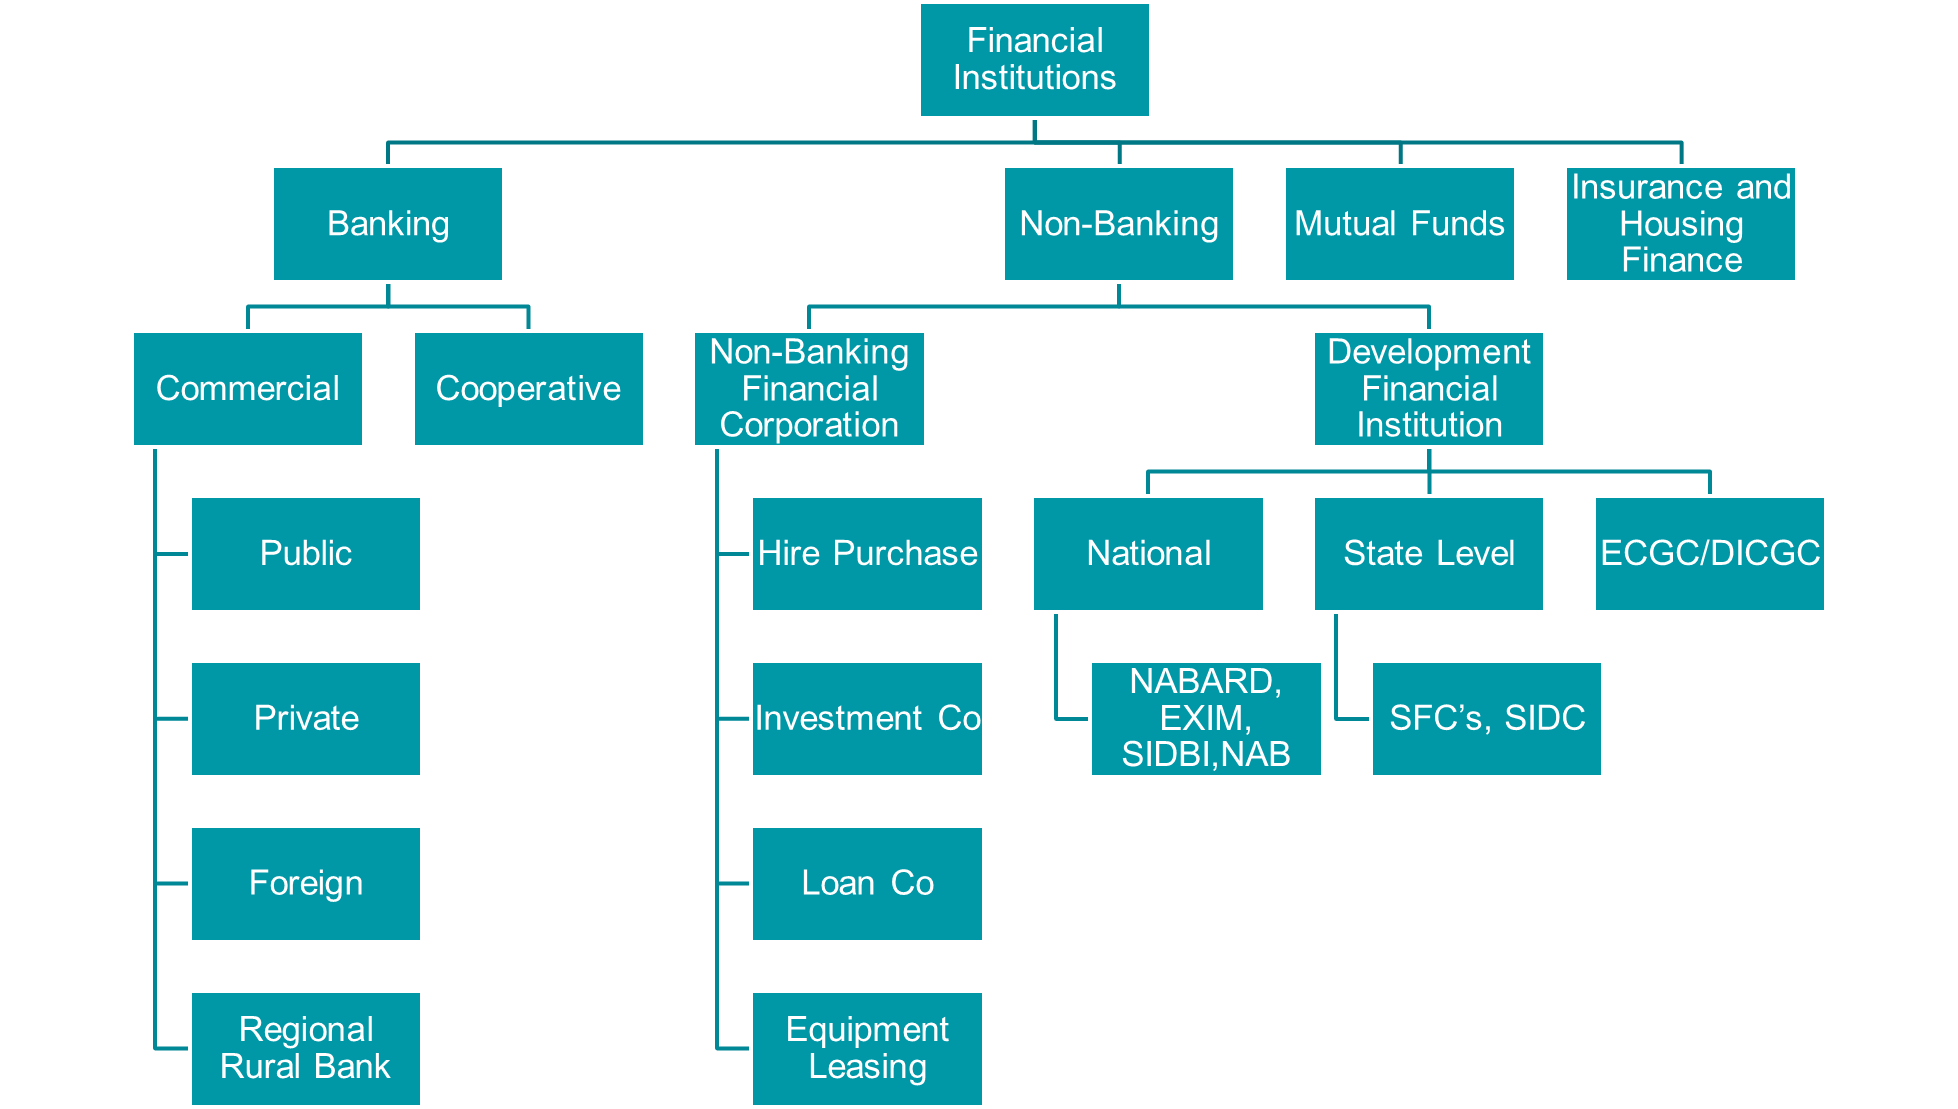 Financial
Institutions
Banking
Non-Banking
Mutual Funds
Insurance and
Housing
Finance
Commercial
Cooperative
Non-Banking
Financial
Corporation
Development
Financial
Institution
Public
Hire Purchase
National
State Level
ECGC/DICGC
Private
Investment Co
NABARD,
EXIM,
SIDBI,NAB
SFC’s, SIDC
Foreign
Loan Co
Regional
Rural Bank
Equipment
Leasing